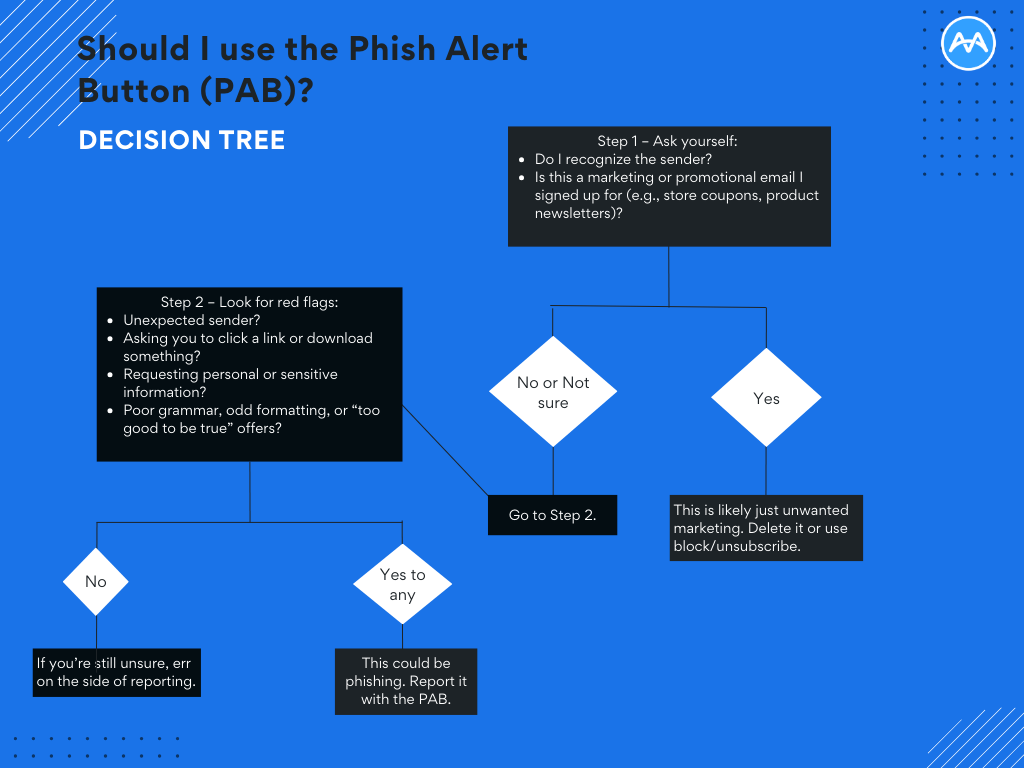 Should I use the Phish Alert
Button (PAB)?
DECISION TREE
Step 1 – Ask yourself:
• Do I recognize the sender?
• Is this a marketing or promotional email I
signed up for (e.g., store coupons, product
newsletters)?
No or Not
sure
Yes
Go to Step 2.
This is likely just unwanted
marketing. Delete it or use
block/unsubscribe.
Step 2 – Look for red flags:
• Unexpected sender?
• Asking you to click a link or download
something?
• Requesting personal or sensitive
information?
• Poor grammar, odd formatting, or “too
good to be true” offers?
No
Yes to
any
If you’re still unsure, err
on the side of reporting.
This could be
phishing. Report it
with the PAB.